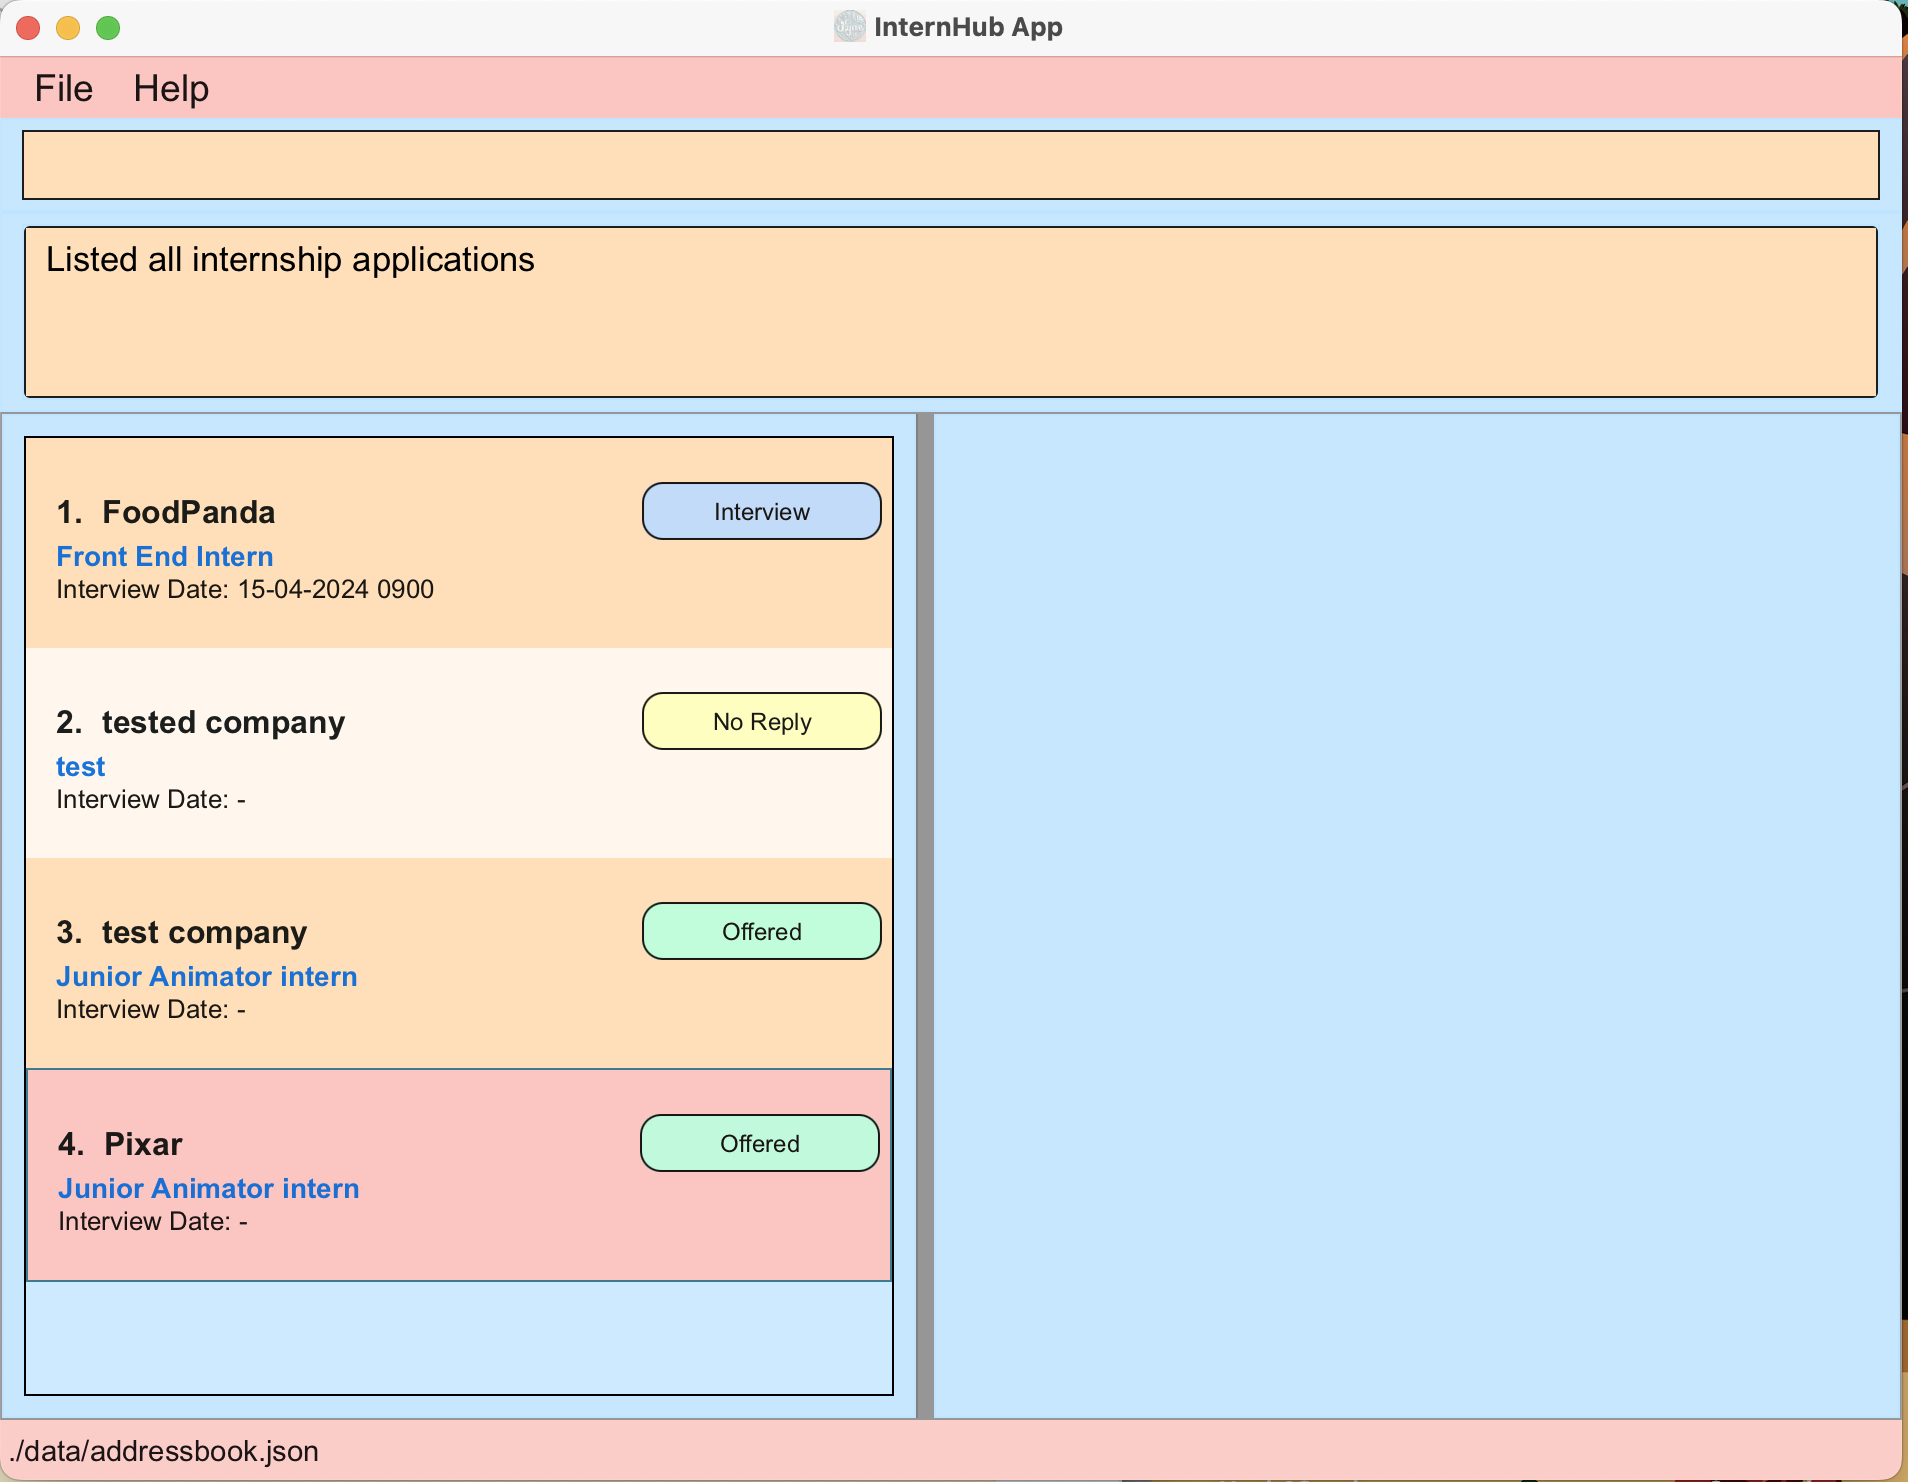 InternHub App
File Help
Listed all internship applications
1. FoodPanda
Interview
Front End Intern
Interview Date: 15-04-2024 0900
2. tested company
No Reply
test
Interview Date: -
3. test company
Offered
Junior Animator intern
Interview Date: -
4. Pixar
Offered
Junior Animator intern
Interview Date: -
./data/addressbook.json